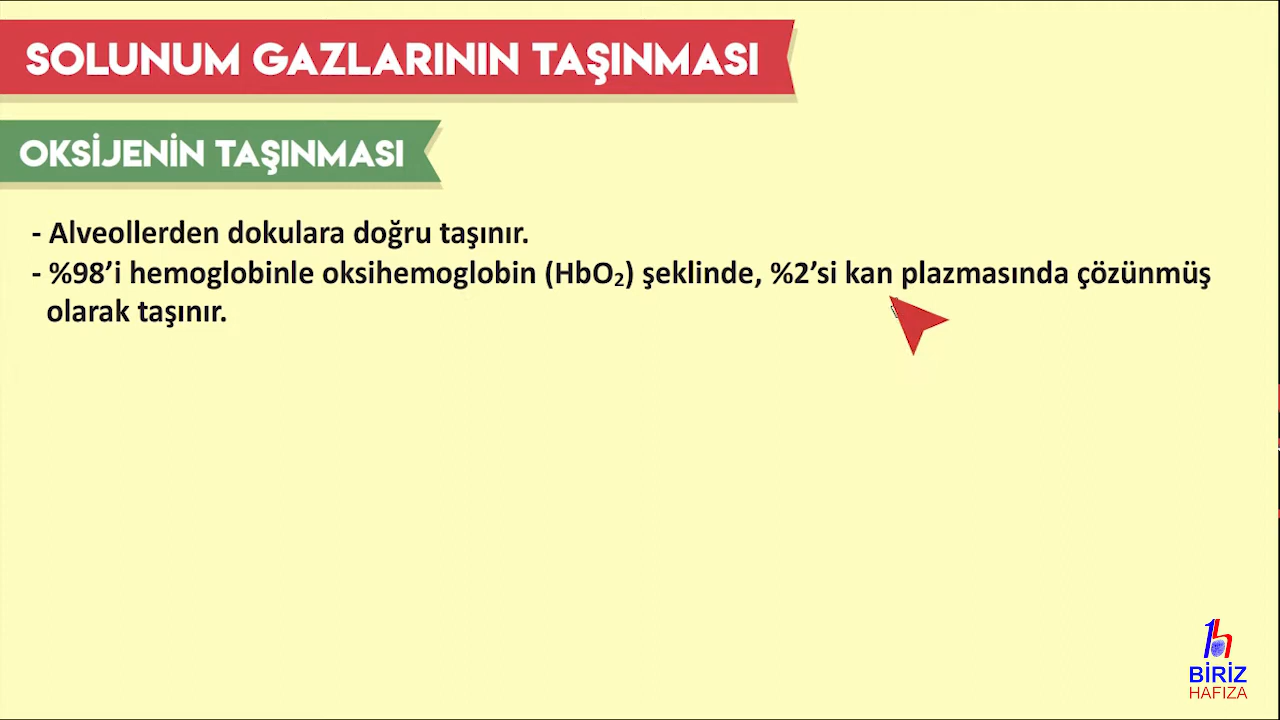 SOLUNUM GAZLARININ TAŞINMASI
OKSİJENİN TAŞINMASI
- Alveollerden dokulara doğru taşınır.
- %98’i hemoglobinle oksihemoglobin (HbO₂) şeklinde, %2’si kan plazmasında çözünmüş
olarak taşınır.
1h
BİRİZ
HAFIZA